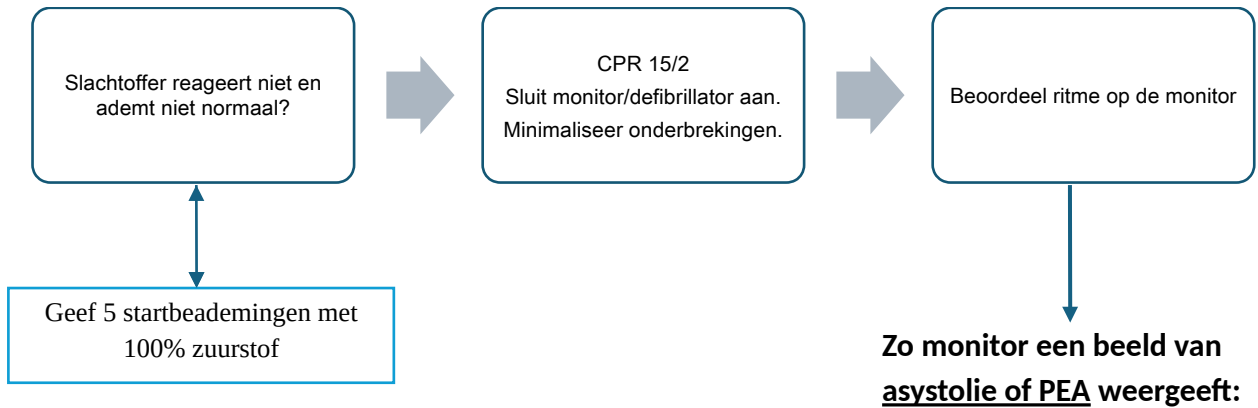 Slachtoffer reageert niet en
ademt niet normaal?
CPR 15/2
Sluit monitor/defibrillator aan.
Minimaliseer onderbrekingen.
Beoordeel ritme op de monitor
Geef 5 startbeademingen met
100% zuurstof
Zo monitor een beeld van
asystolie of PEA weergeeft: